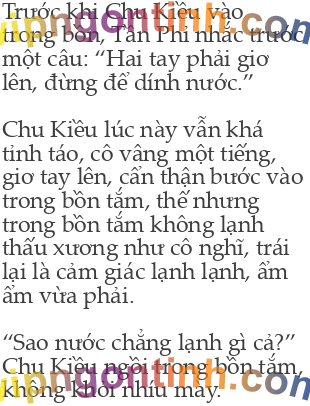 Trước khi Chu Kiều vào
trong bồn, Tần Phi nhắc trước
một câu: “Hai tay phải giơ
lên, đừng để dính nước.”
Chu Kiều lúc này vẫn khá
tinh táo, cô vâng một tiếng,
giơ tay lên, cẩn thận bước vào
trong bồn tắm, thế nhưng
trong bồn tắm không lạnh
thấu xương như cô nghĩ, trái
lại là cảm giác lạnh lạnh, ẩm
ẩm vừa phải.
“Sao nước chẳng lạnh gì cả?”
Chu Kiều ngồi trong bồn tắm,
không khỏi nhíu mày.
vipngontinh.com
vipngontinh.com